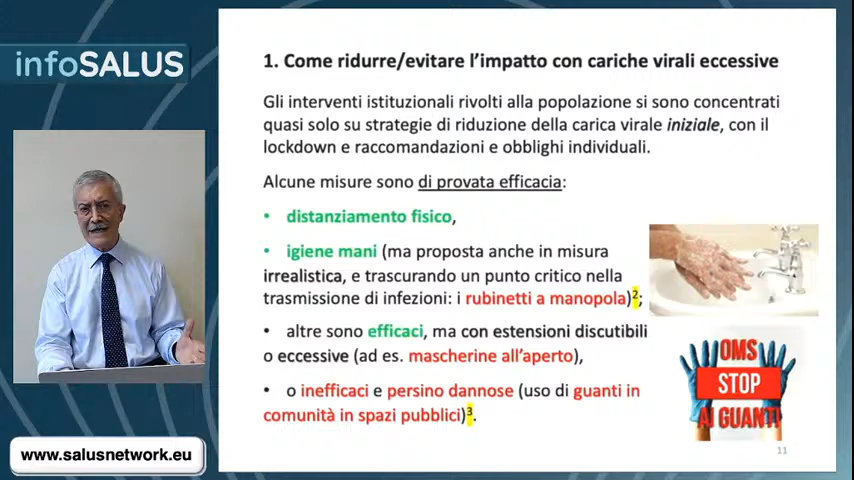 infoSALUS
1. Come ridurre/evitare l'impatto con cariche virali eccessive
Gli interventi istituzionali rivolti alla popolazione si sono concentrati
quasi solo su strategie di riduzione della carica virale iniziale, con il
lockdown e raccomandazioni e obblighi individuali.
Alcune misure sono di provata efficacia:
• distanziamento fisico,
• igiene mani (ma proposta anche in misura
irrealistica, e trascurando un punto critico nella
trasmissione di infezioni: i rubinetti a manopola)2;
• altre sono efficaci, ma con estensioni discutibili
o eccessive (ad es. mascherine all'aperto),
• o inefficaci e persino dannose (uso di guanti in
comunità in spazi pubblici)3.
OMS
STOP
AI GUANTI
11
www.salusnetwork.eu